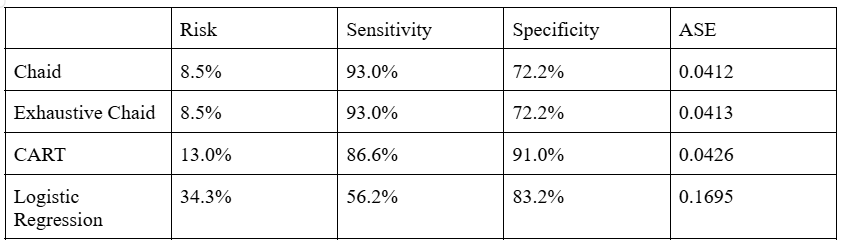 Risk Sensitivity Specificity ASE
Chaid 8.5% 93.0% 72.2% 0.0412
Exhaustive Chaid 8.5% 93.0% 72.2% 0.0413
CART 13.0% 86.6% 91.0% 0.0426
Logistic 34.3% 56.2% 83.2% 0.1695
Regression